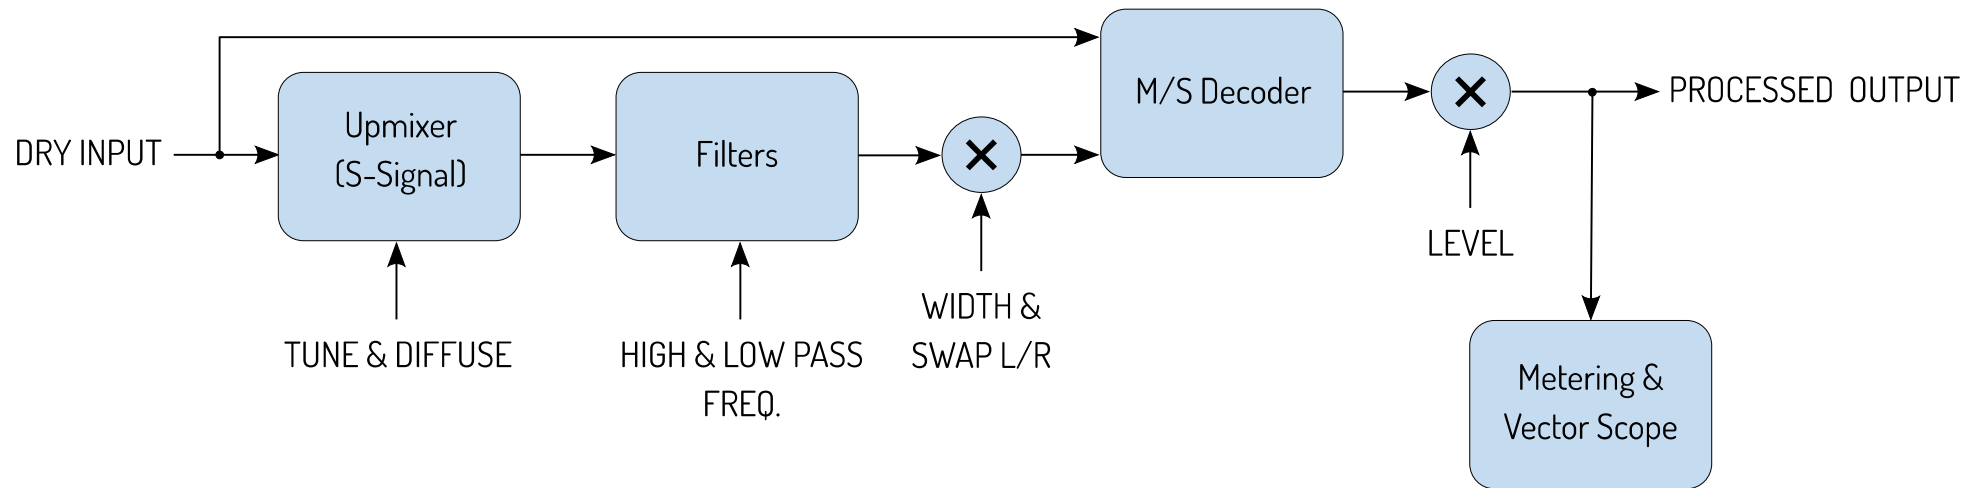 DRY INPUT
Upmixer
(S-Signal)
TUNE & DIFFUSE
Filters
HIGH & LOW PASS
FREQ.
WIDTH &
SWAP L/R
M/S Decoder
LEVEL
PROCESSED OUTPUT
Metering &
Vector Scope